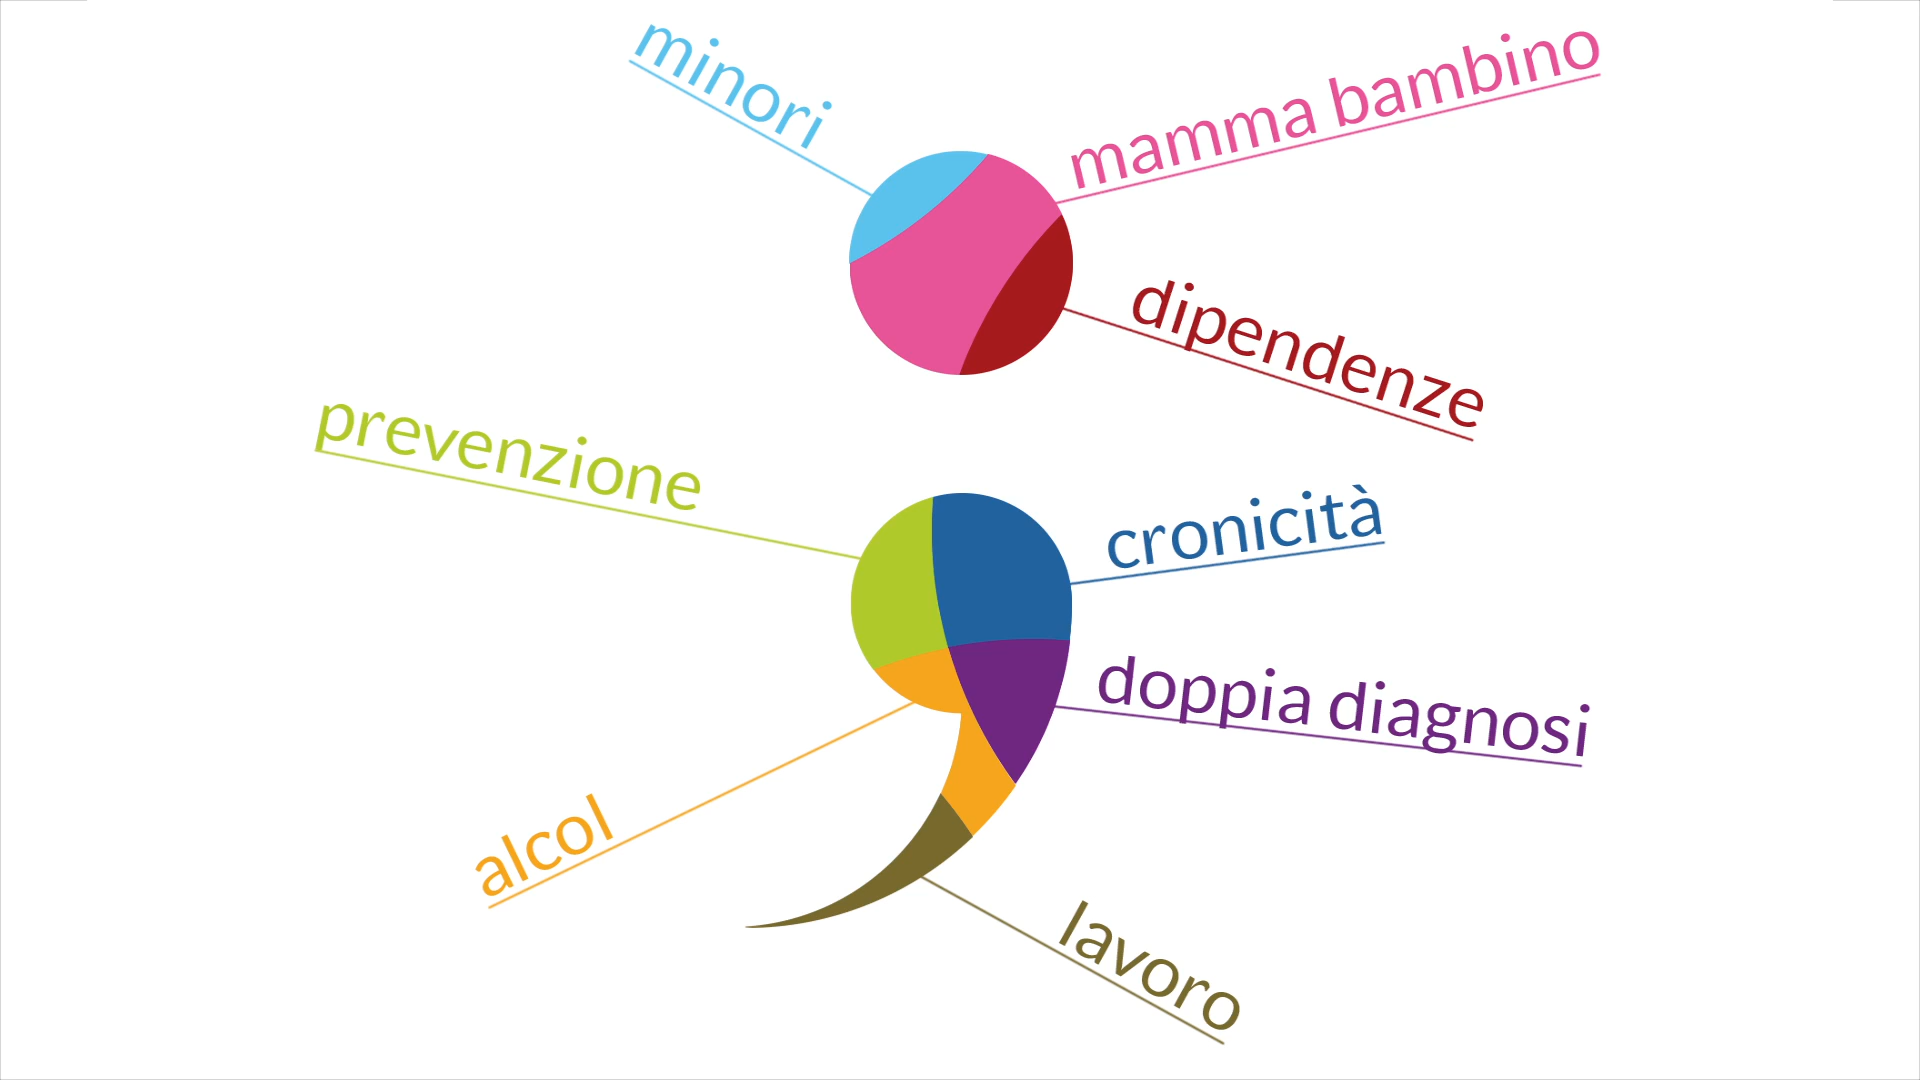 minori
mamma bambino
dipendenze
prevenzione
cronicità
doppia diagnosi
alcol
lavoro